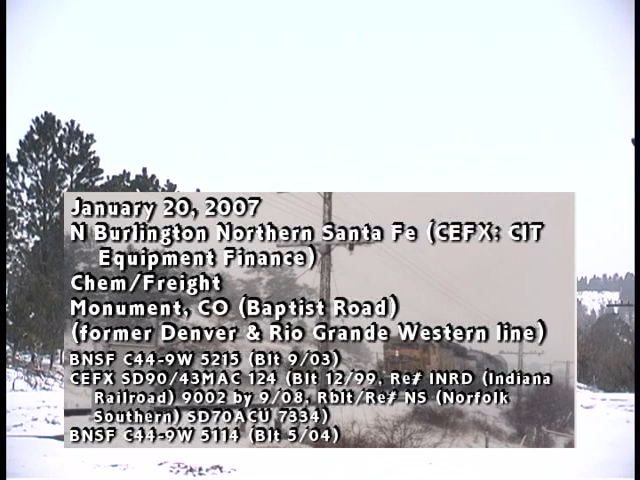 January 20, 2007
N Burlington Northern Santa Fe (CEFX: CIT
Equipment Finance)
Chem/Freight
Monument, CO (Baptist Road)
(former Denver & Rio Grande Western line)
BNSF C44-9W 5215 (Blt 9/03)
CEFX SD90/43MAC 124 (Blt 12/99, Re# INRD (Indiana
Railroad) 9002 by 9/08, Rblt/Re# NS (Norfolk
Southern) SD70ACU 7334)
BNSF C44-9W 5114 (Blt 5/04)